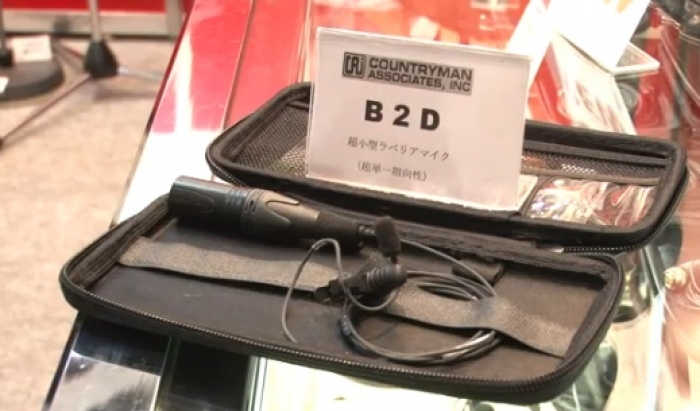 COUNTRYMAN
ASSOCIATES, INC
B2D
超小型ラベリアマイク
(超単一指向性)